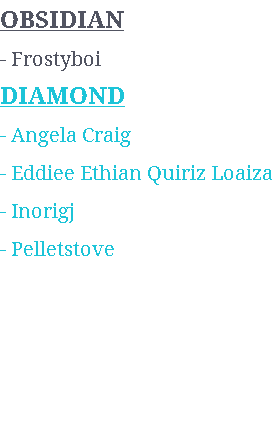 OBSIDIAN
- Frostyboi
DIAMOND
- Angela Craig
- Eddiee Ethian Quiriz Loaiza
- Inorigj
- Pelletstove